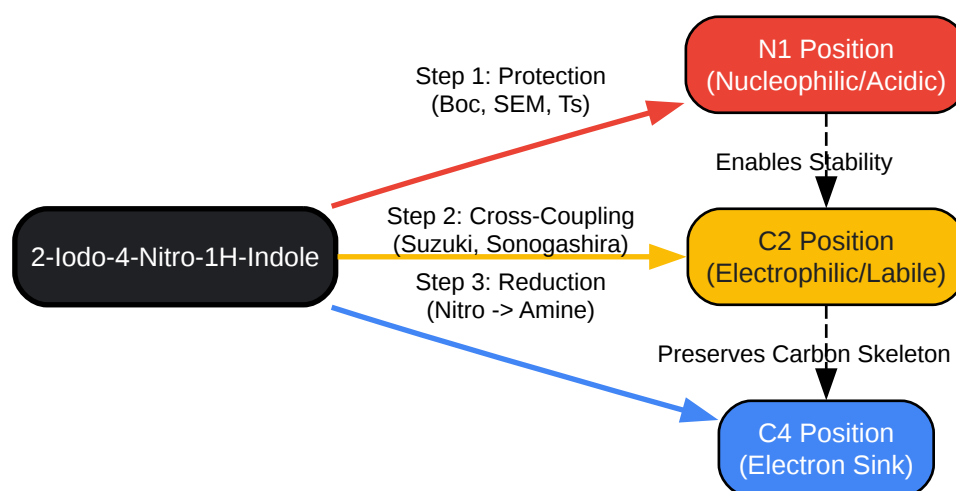 N1 Position
(Nucleophilic/Acidic)
Step 1: Protection
(Boc, SEM, Ts)
Enables Stability
2-Iodo-4-Nitro-1H-Indole
Step 2: Cross-Coupling
(Suzuki, Sonogashira)
C2 Position
(Electrophilic/Labile)
Step 3: Reduction
(Nitro -> Amine)
Preserves Carbon Skeleton
C4 Position
(Electron Sink)